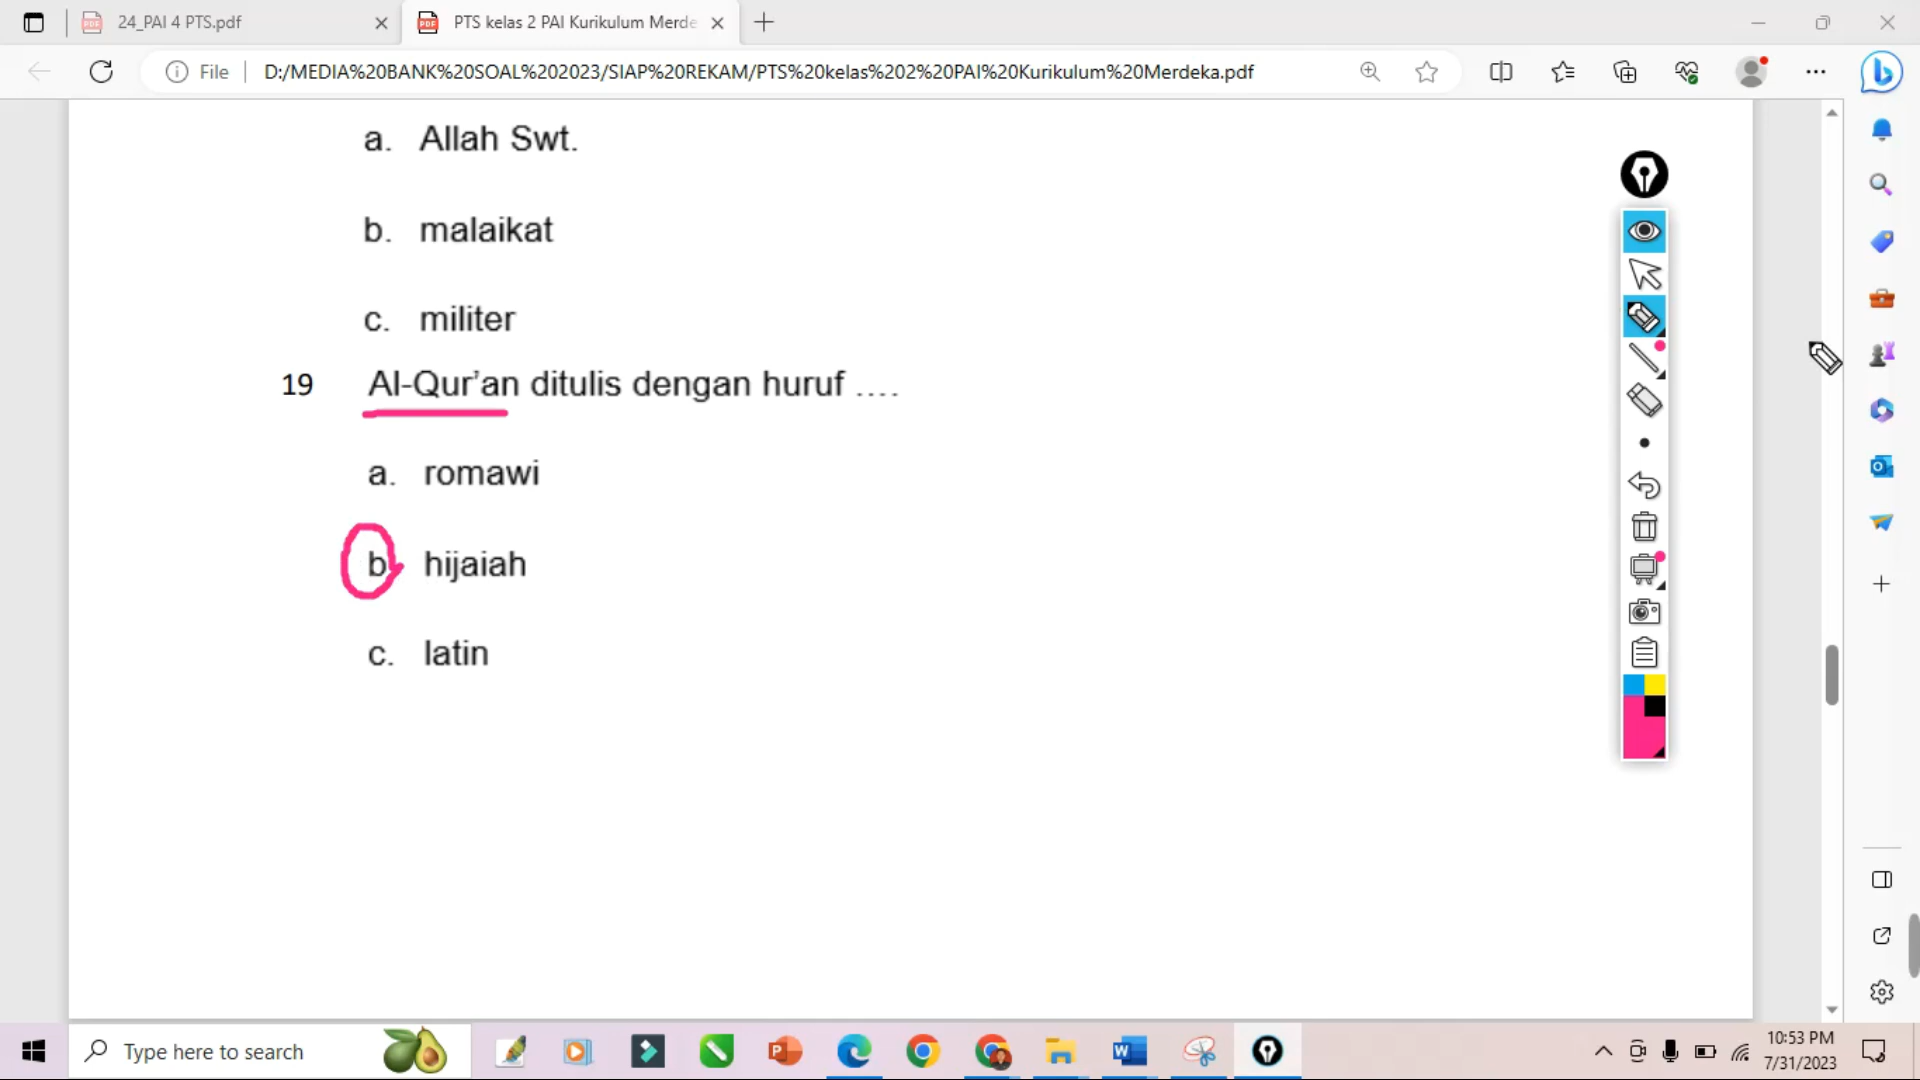 24_PAI 4 PTS.pdf
PTS kelas 2 PAI Kurikulum Merde
File
D:/MEDIA%20BANK%20SOAL%202023/SIAP%20REKAM/PTS%20kelas%202%20PAI%20Kurikulum%20Merdeka.pdf
a. Allah Swt.
b. malaikat
c. militer
19 Al-Qur’an ditulis dengan huruf ....
a. romawi
b. hijaiah
c. latin
Type here to search
10:53 PM
7/31/2023